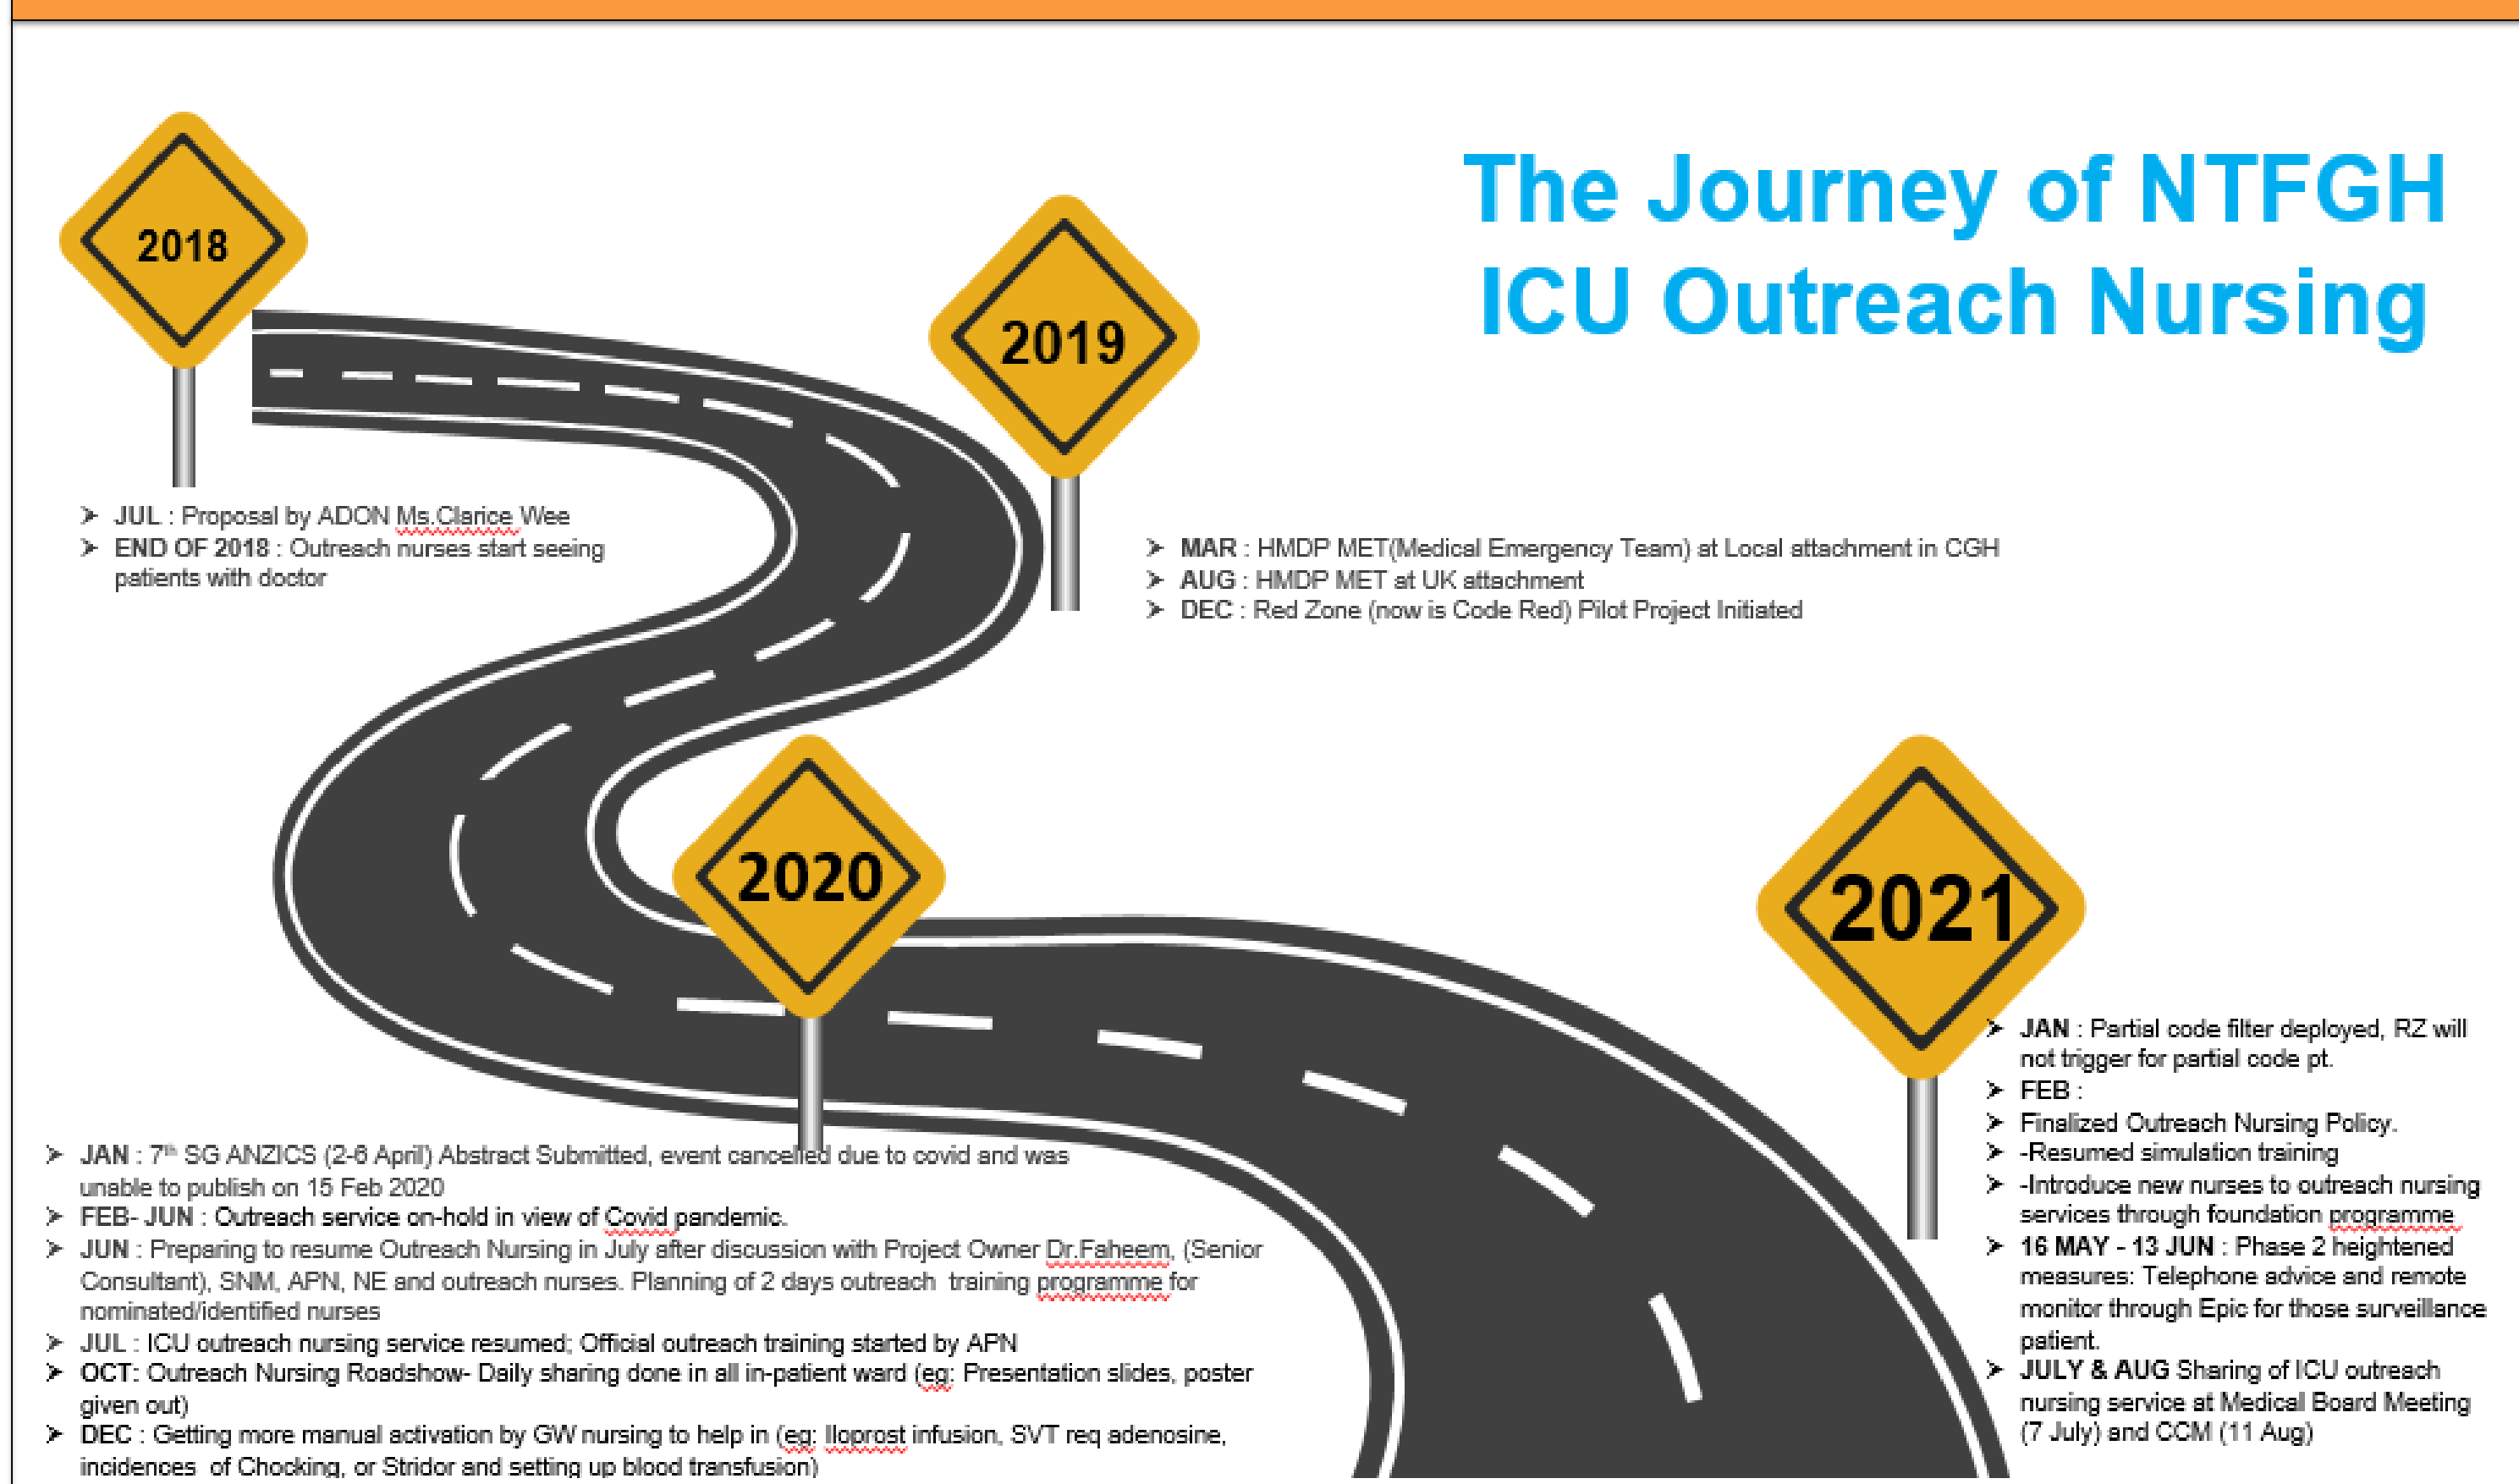 The Journey of NTFGH
ICU Outreach Nursing
2018
➢ JUL : Proposal by ADON Ms.Clarice Wee
➢ END OF 2018 : Outreach nurses start seeing
patients with doctor
2019
➢ MAR : HMDP MET(Medical Emergency Team) at Local attachment in CGH
➢ AUG : HMDP MET at UK attachment
➢ DEC : Red Zone (now is Code Red) Pilot Project Initiated
2020
➢ JAN : 7th SG ANZICS (2-6 April) Abstract Submitted, event cancelled due to covid and was
unable to publish on 15 Feb 2020
➢ FEB- JUN : Outreach service on-hold in view of Covid pandemic.
➢ JUN : Preparing to resume Outreach Nursing in July after discussion with Project Owner Dr.Faheem, (Senior
Consultant), SNM, APN, NE and outreach nurses. Planning of 2 days outreach training programme for
nominated/identified nurses
➢ JUL : ICU outreach nursing service resumed; Official outreach training started by APN
➢ OCT: Outreach Nursing Roadshow- Daily sharing done in all in-patient ward (eg: Presentation slides, poster
given out)
➢ DEC : Getting more manual activation by GW nursing to help in (eg: Iloprost infusion, SVT req adenosine,
incidences of Chocking, or Stridor and setting up blood transfusion)
2021
➢ JAN : Partial code filter deployed, RZ will
not trigger for partial code pt.
➢ FEB :
➢ Finalized Outreach Nursing Policy.
➢ -Resumed simulation training
➢ -Introduce new nurses to outreach nursing
services through foundation programme
➢ 16 MAY - 13 JUN : Phase 2 heightened
measures: Telephone advice and remote
monitor through Epic for those surveillance
patient.
➢ JULY & AUG Sharing of ICU outreach
nursing service at Medical Board Meeting
(7 July) and CCM (11 Aug)